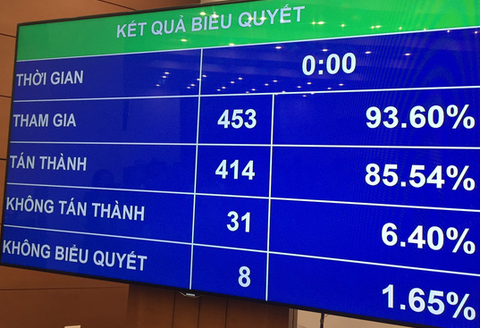 KẾT QUẢ BIỂU QUYẾT
THỜI GIAN 0:00
THAM GIA 453 93.60%
TÁN THÀNH 414 85.54%
KHÔNG TÁN THÀNH 31 6.40%
KHÔNG BIỂU QUYẾT 8 1.65%